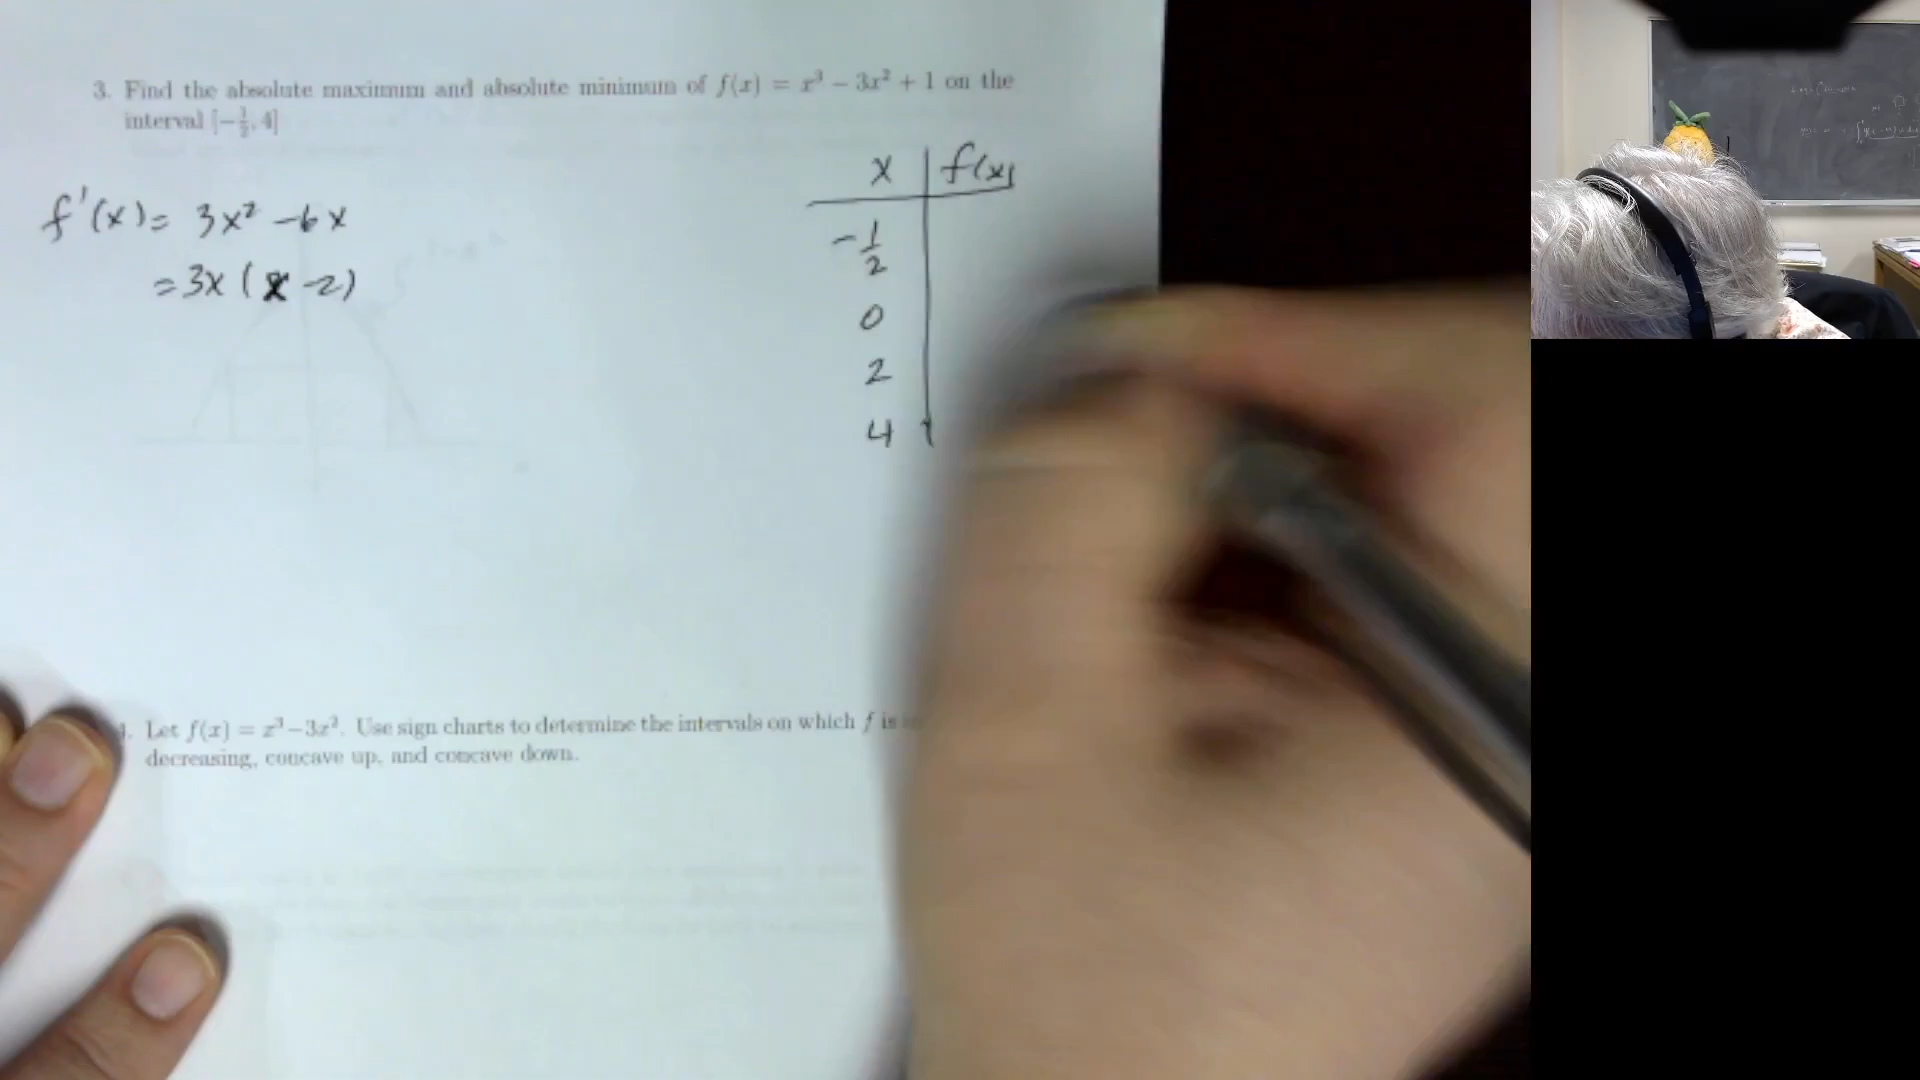 3. Find the absolute maximum and absolute minimum of f(x) = x³ − 3x² + 1 on the
interval [−1/2, 4]
f'(x) = 3x² − 6x
= 3x (x − 2)
x | f(x)
−1/2
0
2
4
4. Let f(x) = x³ − 3x². Use sign charts to determine the intervals on which f is
decreasing, concave up, and concave down.